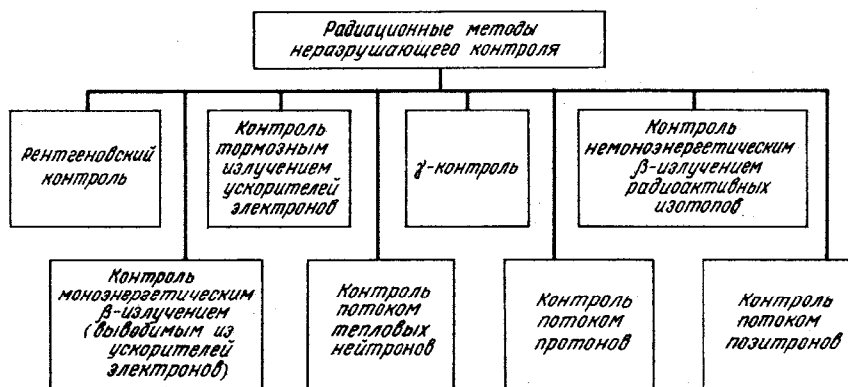 Радиационные методы
неразрушающего контроля
Рентгеновский
контроль
Контроль
тормозным
излучением
ускорителей
электронов
γ-контроль
Контроль
немоноэнергетическим
β-излучением
радиоактивных
изотопов
Контроль
моноэнергетическим
β-излучением
(выводимым из
ускорителей
электронов)
Контроль
потоком
тепловых
нейтронов
Контроль
потоком
протонов
Контроль
потоком
позитронов